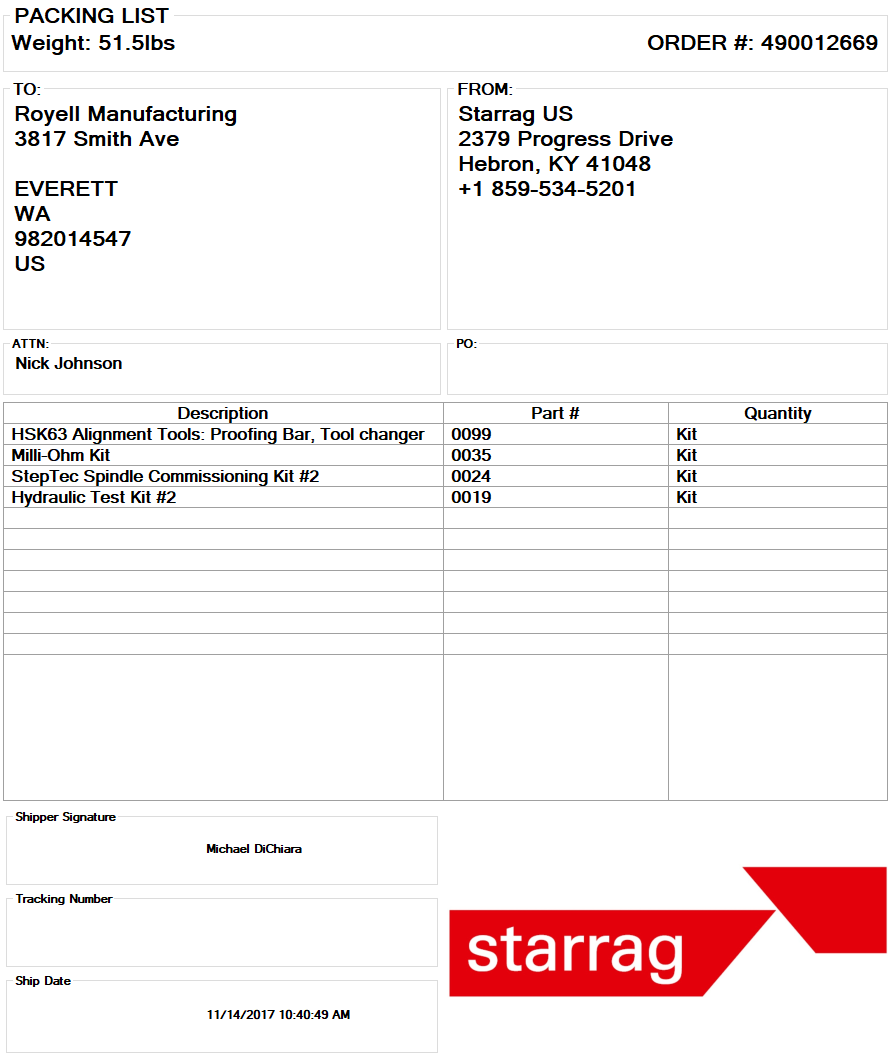 PACKING LIST
Weight: 51.5lbs ORDER #: 490012669
TO:
Royell Manufacturing
3817 Smith Ave
EVERETT
WA
982014547
US
FROM:
Starrag US
2379 Progress Drive
Hebron, KY 41048
+1 859-534-5201
ATTN:
Nick Johnson
PO:
Description Part # Quantity
HSK63 Alignment Tools: Proofing Bar, Tool changer 0099 Kit
Milli-Ohm Kit 0035 Kit
StepTec Spindle Commissioning Kit #2 0024 Kit
Hydraulic Test Kit #2 0019 Kit
Shipper Signature
Michael DiChiara
Tracking Number
Ship Date
11/14/2017 10:40:49 AM
starrag